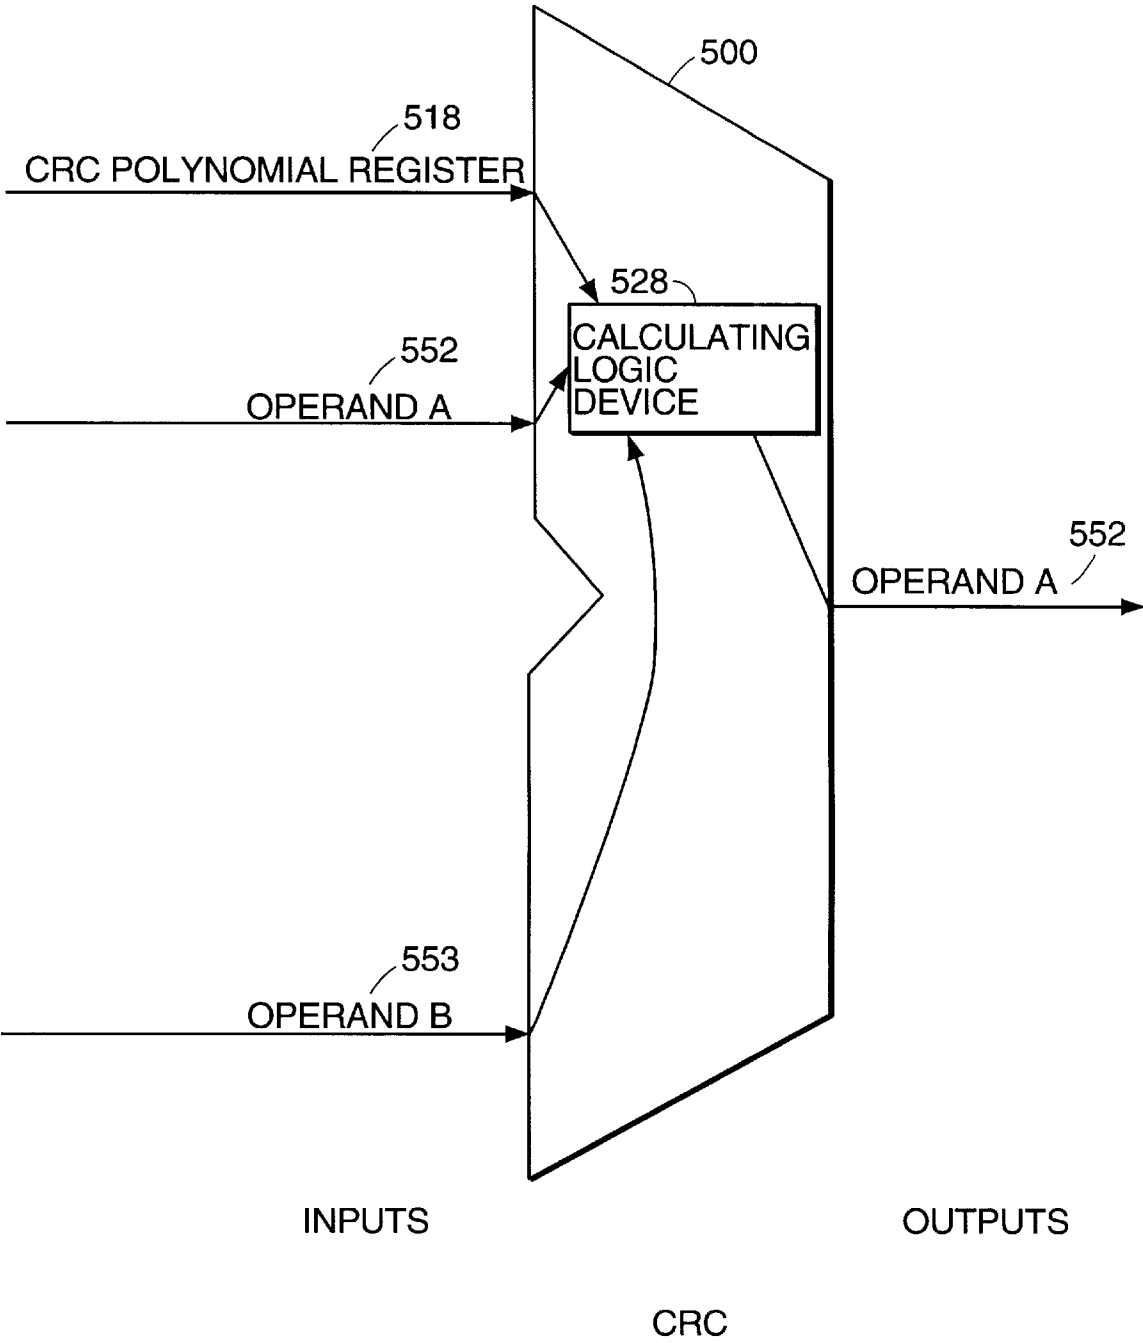 500
518
CRC POLYNOMIAL REGISTER
528
CALCULATING
LOGIC
DEVICE
552
OPERAND A
552
OPERAND A
553
OPERAND B
INPUTS
OUTPUTS
CRC